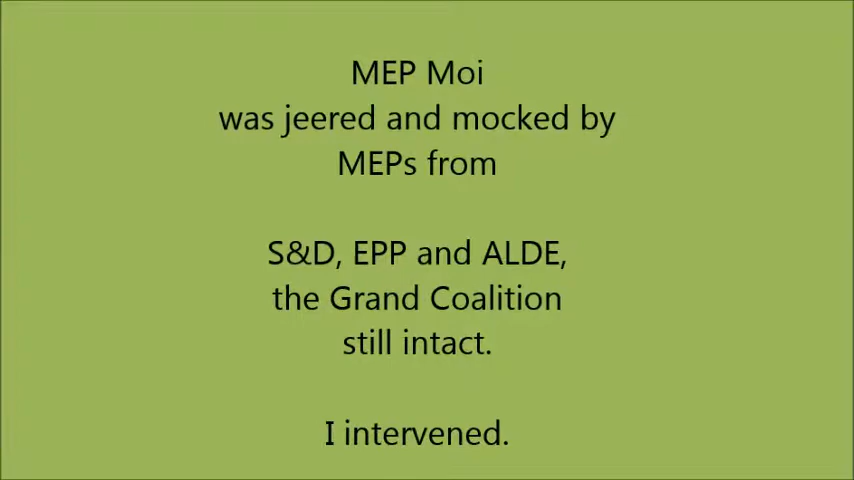 MEP Moi
was jeered and mocked by
MEPs from
S&D, EPP and ALDE,
the Grand Coalition
still intact.
I intervened.